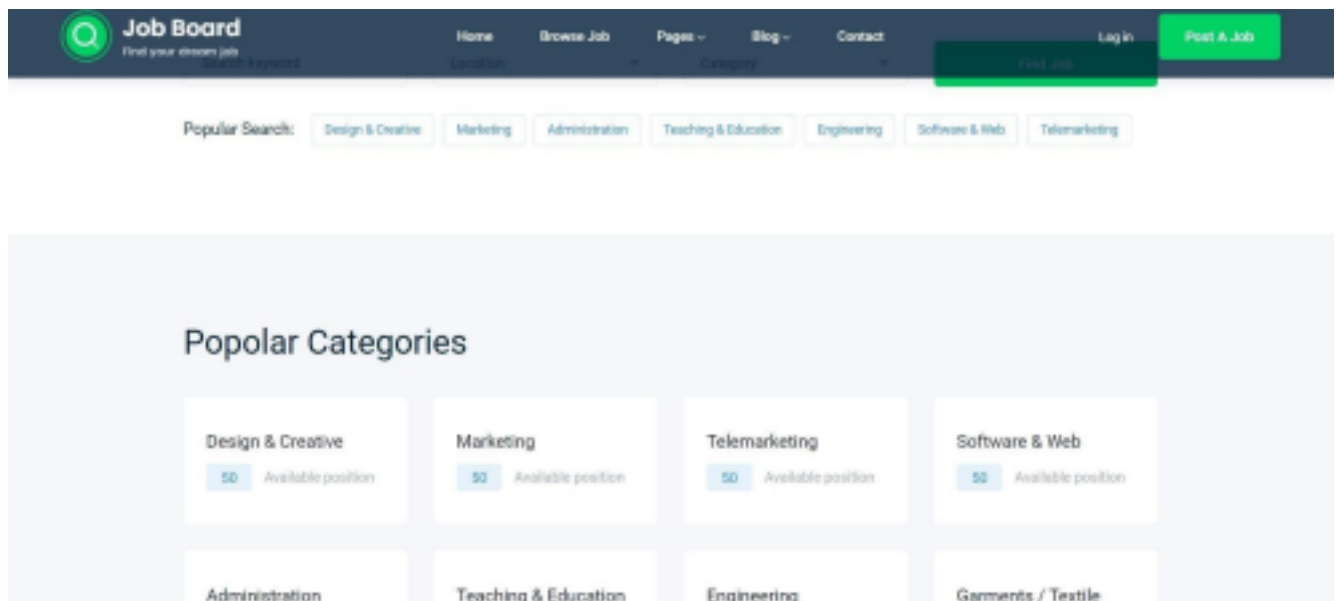 Job Board
Find your dream job
Home Browse Job Pages Blog Contact Log in Post A Job
Search keyword Location Category Find Job
Popular Search: Design & Creative Marketing Administration Teaching & Education Engineering Software & Web Telemarketing
Popolar Categories
Design & Creative Marketing Telemarketing Software & Web
50 Available position 50 Available position 50 Available position 50 Available position
Administration Teaching & Education Engineering Garments / Textile